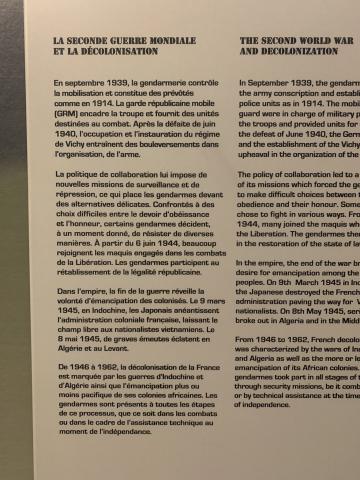 LA SECONDE GUERRE MONDIALE
ET LA DÉCOLONISATION
En septembre 1939, la gendarmerie contrôle
la mobilisation et constitue des prévôtés
comme en 1914. La garde républicaine mobile
(GRM) encadre la troupe et fournit des unités
destinées au combat. Après la défaite de juin
1940, l'occupation et l'instauration du régime
de Vichy entraînent des bouleversements dans
l'organisation, de l'arme.
La politique de collaboration lui impose de
nouvelles missions de surveillance et de
répression, ce qui place les gendarmes devant
des alternatives délicates. Confrontés à des
choix difficiles entre le devoir d'obéissance
et l'honneur, certains gendarmes décident,
à un moment donné, de résister de diverses
manières. À partir du 6 juin 1944, beaucoup
rejoignent les maquis engagés dans les combats
de la Libération. Les gendarmes participent au
rétablissement de la légalité républicaine.
Dans l'empire, la fin de la guerre réveille la
volonté d'émancipation des colonisés. Le 9 mars
1945, en Indochine, les Japonais anéantissent
l'administration coloniale française, laissant le
champ libre aux nationalistes vietnamiens. Le
8 mai 1945, de graves émeutes éclatent en
Algérie et au Levant.
De 1946 à 1962, la décolonisation de la France
est marquée par les guerres d'Indochine et
d'Algérie ainsi que l'émancipation plus ou
moins pacifique de ses colonies africaines. Les
gendarmes sont présents à toutes les étapes
de ce processus, que ce soit dans les combats
ou dans le cadre de l'assistance technique au
moment de l'indépendance.
THE SECOND WORLD WAR
AND DECOLONIZATION
In September 1939, the gendarm
the army conscription and establi
police units as in 1914. The mobi
guard were in charge of military p
the troops and provided units for
the defeat of June 1940, the Germ
and the establishment of the Vichy
upheaval in the organization of the
The policy of collaboration led to a
of its missions which forced the ge
to make difficult choices between t
obedience and their honour. Some
chose to fight in various ways. Fro
1944, many joined the maquis wh
the Liberation. The gendarmes then
in the restoration of the state of la
In the empire, the end of the war br
desire for emancipation among the
peoples. On 9th March 1945 in Ind
the Japanese destroyed the French
administration paving the way for V
nationalists. On 8th May 1945, seri
broke out in Algeria and in the Midd
From 1946 to 1962, French decolo
was characterized by the wars of Ind
and Algeria as well as the more or le
emancipation of its African colonies.
gendarmes took part in all stages of t
through security missions, be it comb
or by technical assistance at the time
of independence.